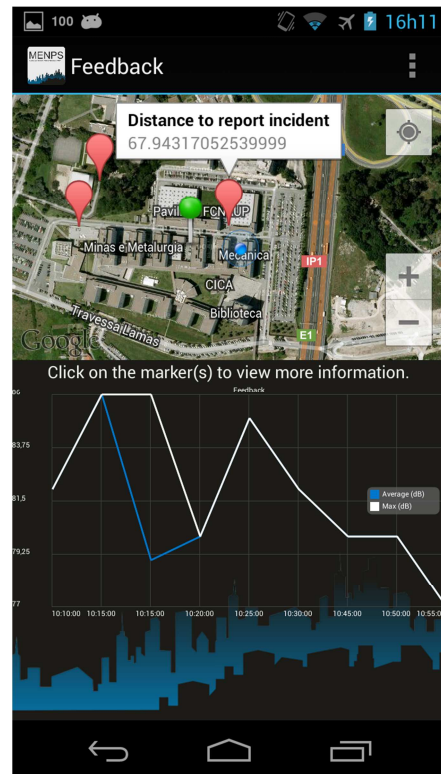 100
16h11
MENPS
Feedback
Distance to report incident
67.94317052539999
Minas e Metalurgia
Mecânica
IP1
CICA
Biblioteca
Travessa Lamas
E1
Google
Click on the marker(s) to view more information.
Feedback
83,75
81,5
Average (dB)
Max (dB)
79,25
77
10:10:00 10:15:00 10:15:00 10:20:00 10:25:00 10:30:00 10:45:00 10:50:00 10:55:0